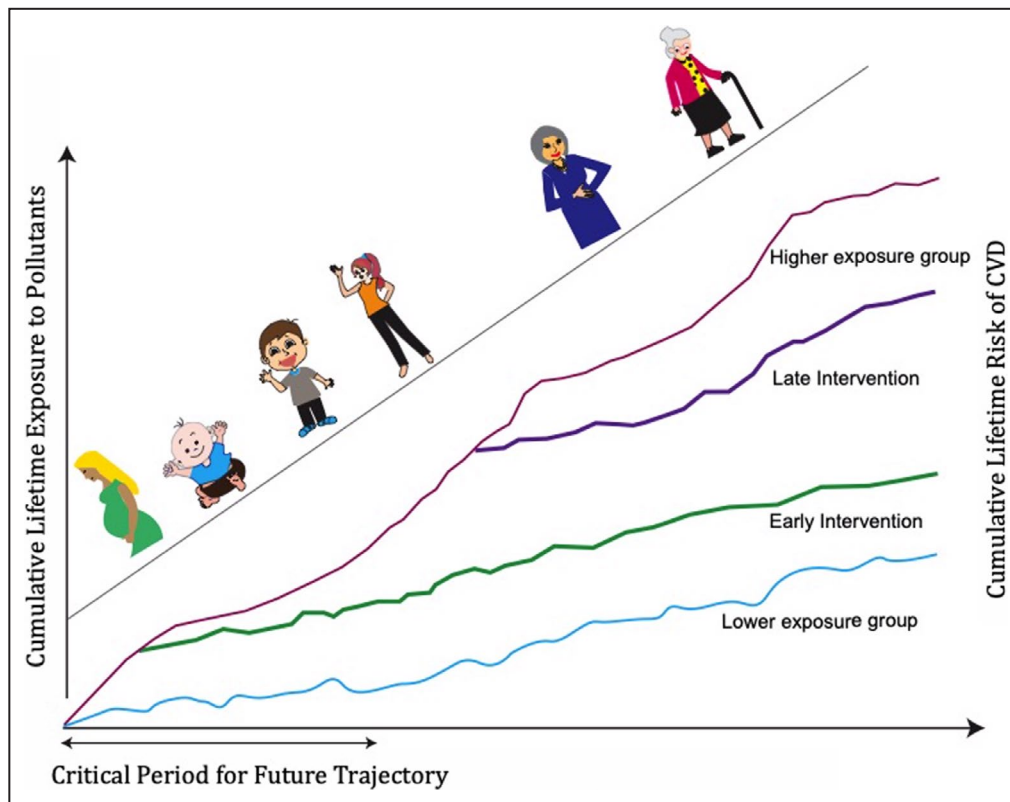 Cumulative Lifetime Exposure to Pollutants
Higher exposure group
Late Intervention
Early Intervention
Lower exposure group
Cumulative Lifetime Risk of CVD
Critical Period for Future Trajectory